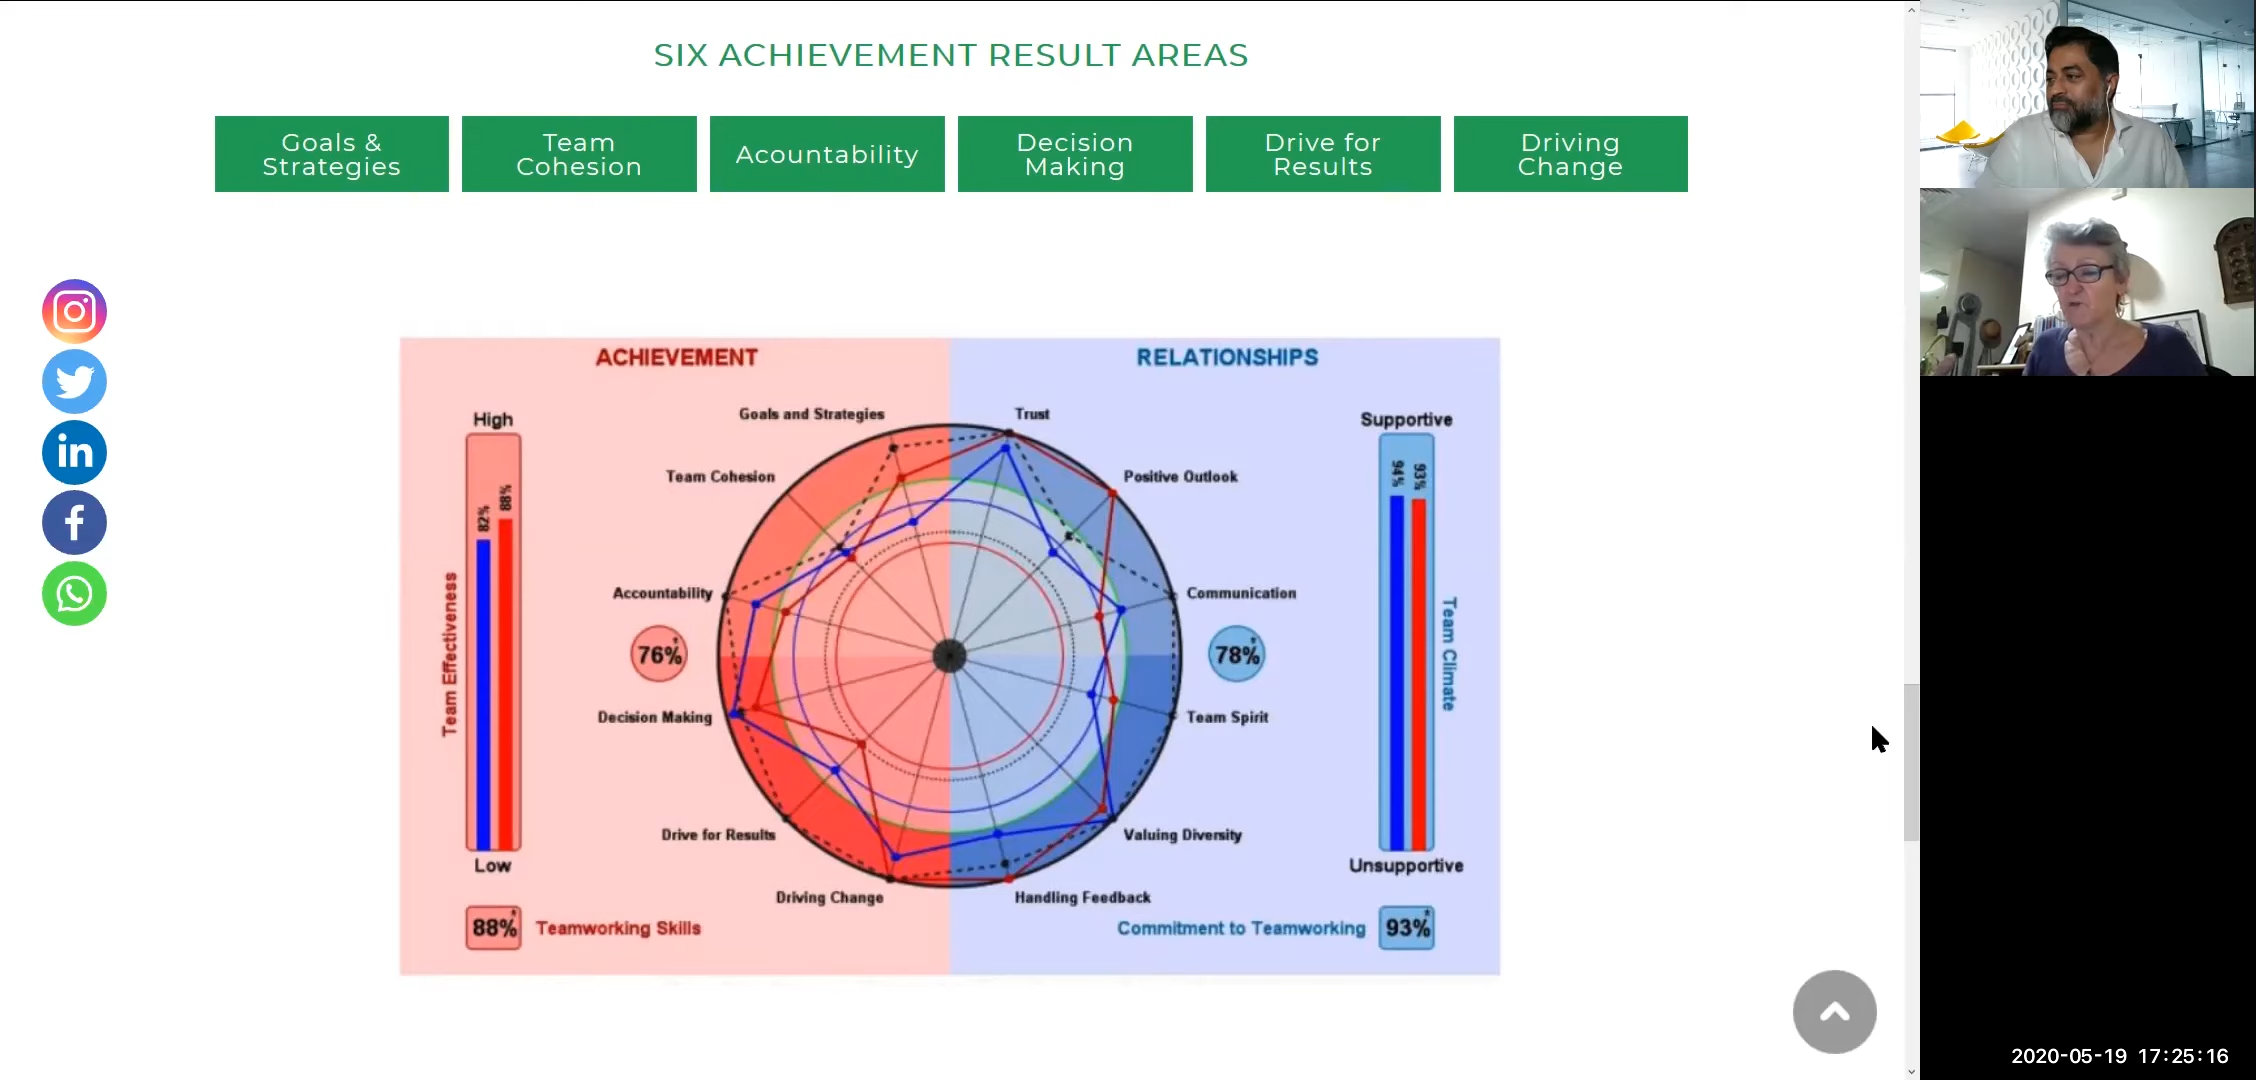 SIX ACHIEVEMENT RESULT AREAS
Goals &
Strategies
Team
Cohesion
Acountability
Decision
Making
Drive for
Results
Driving
Change
ACHIEVEMENT
RELATIONSHIPS
High
Goals and Strategies
Trust
Supportive
Team Cohesion
Positive Outlook
82%
88%
94%
93%
Accountability
Communication
Team Effectiveness
76%*
78%*
Team Climate
Decision Making
Team Spirit
Drive for Results
Valuing Diversity
Low
Unsupportive
Driving Change
Handling Feedback
88%*
Teamworking Skills
Commitment to Teamworking
93%*
in
f
2020-05-19 17:25:16